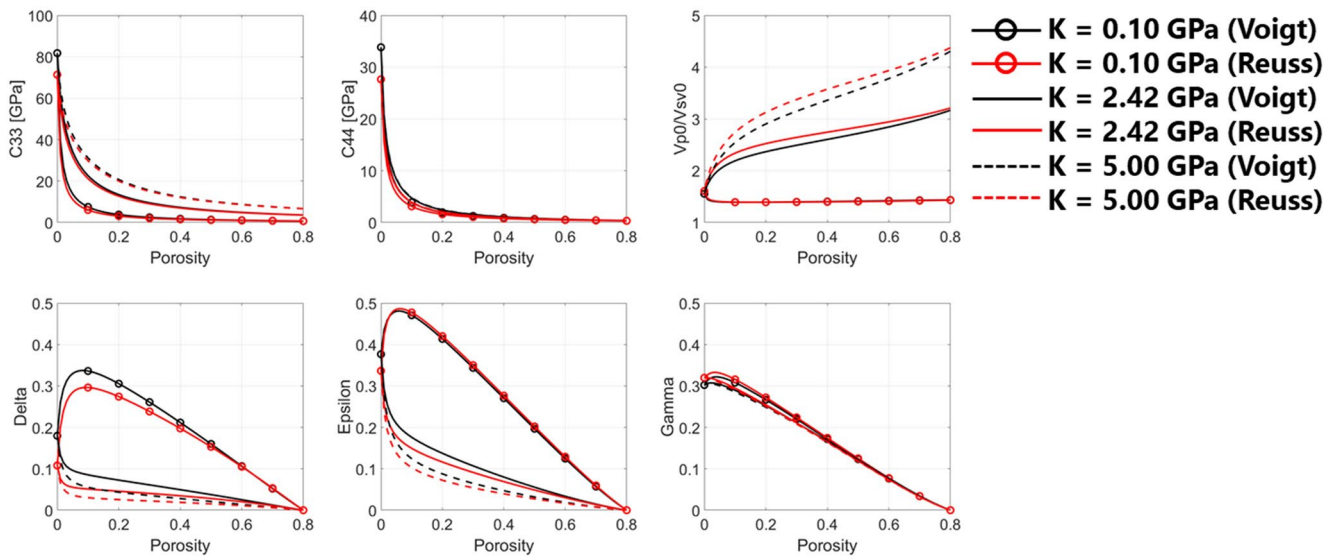 100
80
60
40
20
0
C33 [GPa]
0 0.2 0.4 0.6 0.8
Porosity
40
30
20
10
0
C44 [GPa]
0 0.2 0.4 0.6 0.8
Porosity
5
4
3
2
1
Vp0/Vsv0
0 0.2 0.4 0.6 0.8
Porosity
K = 0.10 GPa (Voigt)
K = 0.10 GPa (Reuss)
K = 2.42 GPa (Voigt)
K = 2.42 GPa (Reuss)
K = 5.00 GPa (Voigt)
K = 5.00 GPa (Reuss)
0.5
0.4
0.3
0.2
0.1
0
Delta
0 0.2 0.4 0.6 0.8
Porosity
0.5
0.4
0.3
0.2
0.1
0
Epsilon
0 0.2 0.4 0.6 0.8
Porosity
0.5
0.4
0.3
0.2
0.1
0
Gamma
0 0.2 0.4 0.6 0.8
Porosity